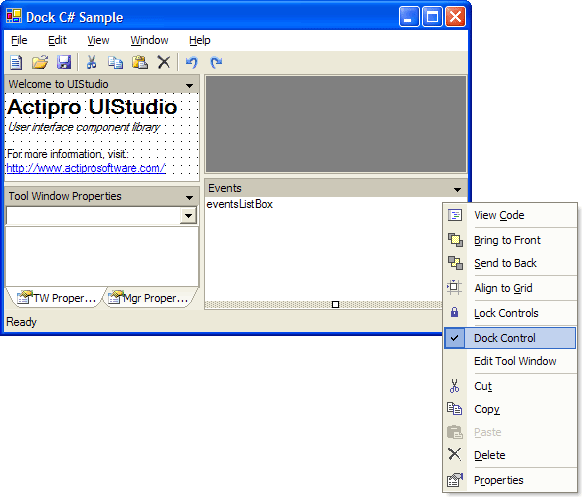 Dock C# Sample
File Edit View Window Help
Welcome to UIStudio
Actipro UIStudio
User interface component library
For more information, visit:
http://www.actiprosoftware.com/
Tool Window Properties
TW Proper...
Mgr Proper...
Events
eventsListBox
Ready
View Code
Bring to Front
Send to Back
Align to Grid
Lock Controls
Dock Control
Edit Tool Window
Cut
Copy
Paste
Delete
Properties